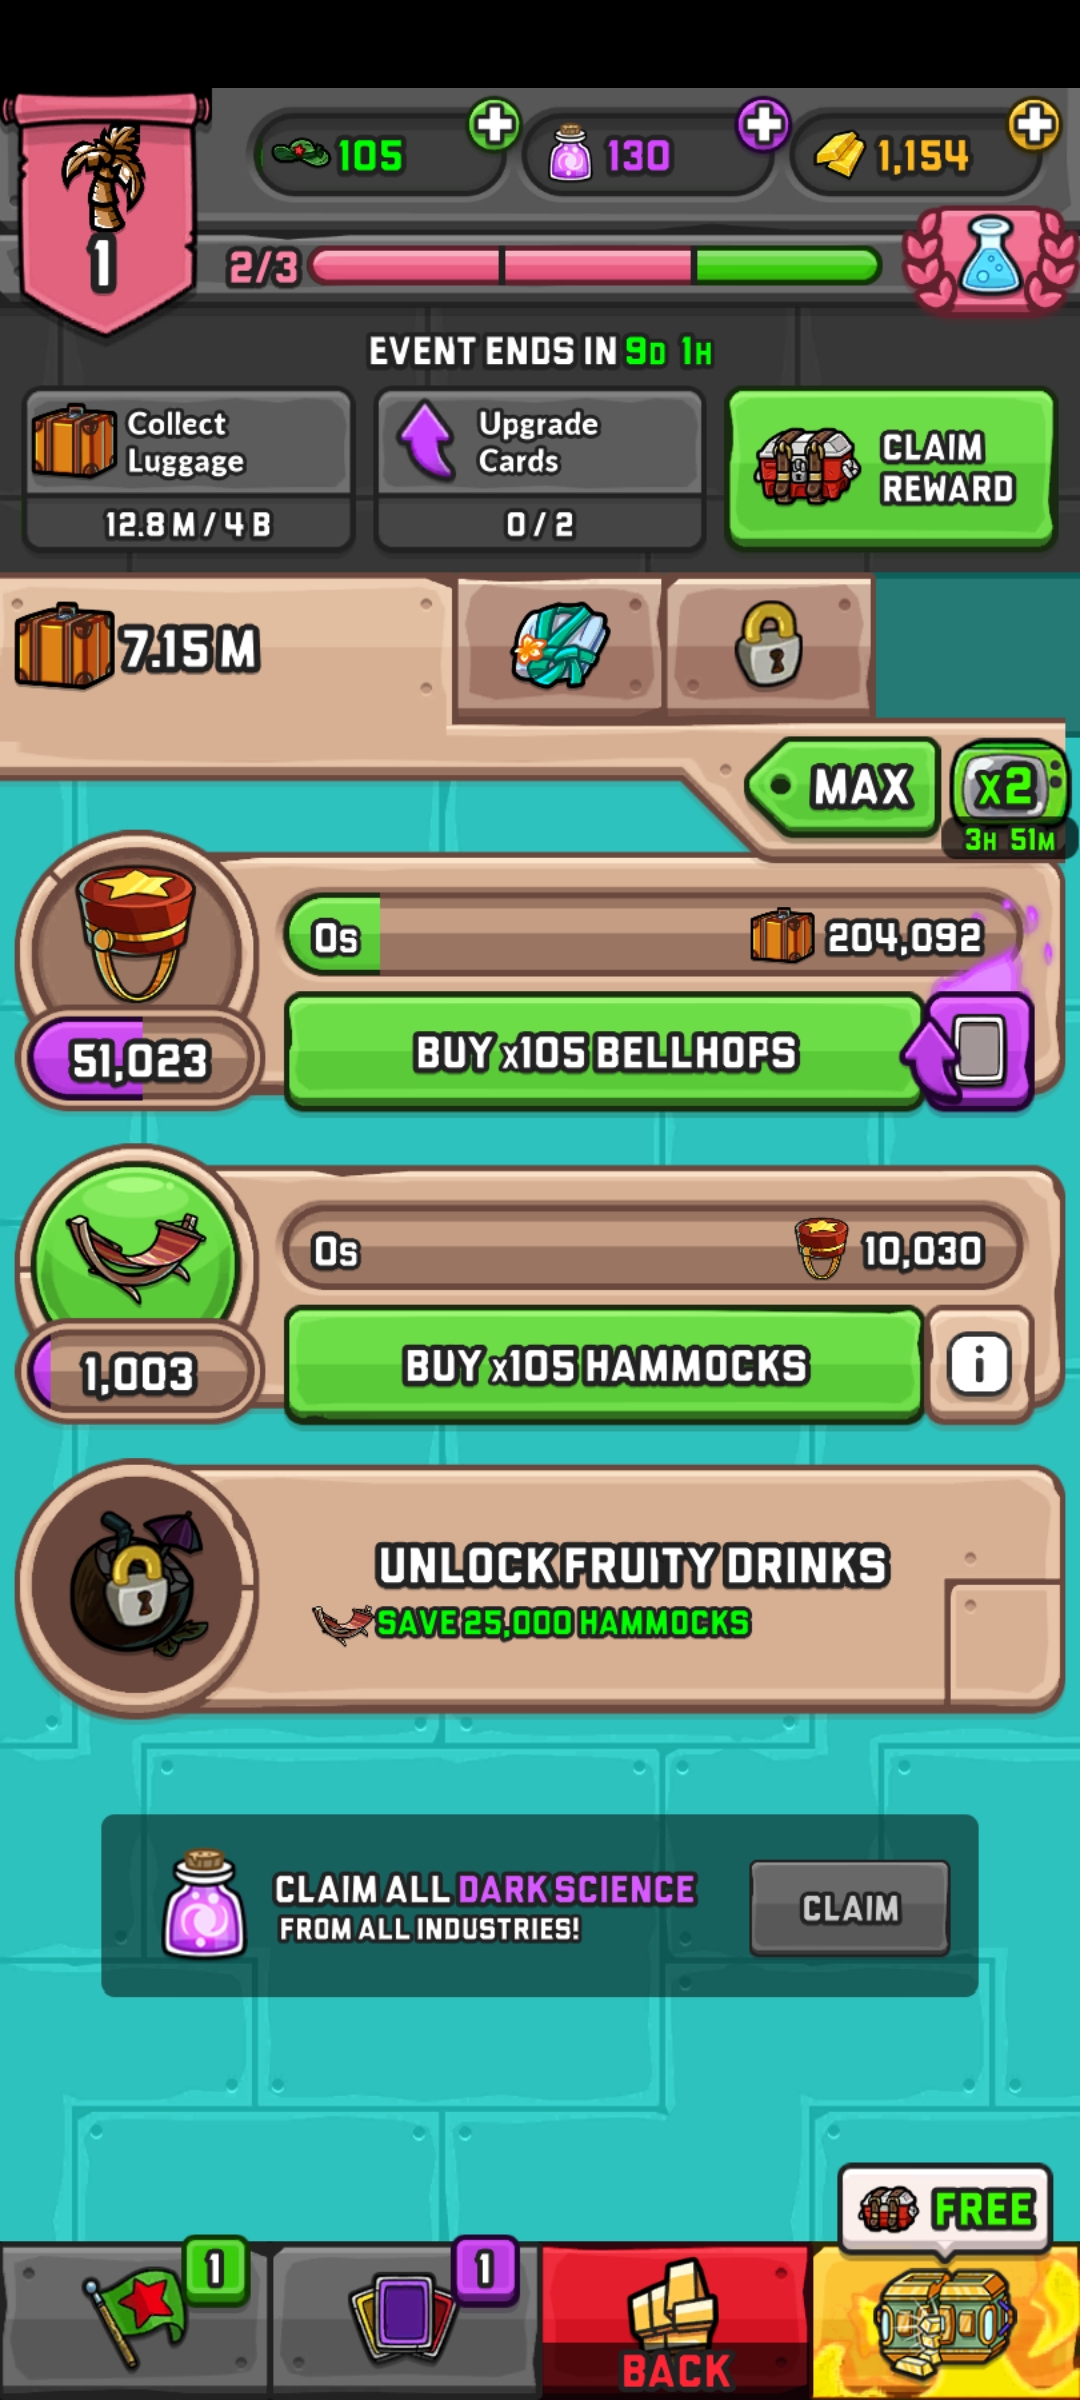 105
130
1,154
1
2/3
EVENT ENDS IN 9D 1H
Collect
Luggage
12.8 M / 4 B
Upgrade
Cards
0 / 2
CLAIM
REWARD
7.15 M
MAX
x2
3H 51M
0s
204,092
51,023
BUY x105 BELLHOPS
0s
10,030
1,003
BUY x105 HAMMOCKS
i
UNLOCK FRUITY DRINKS
SAVE 25,000 HAMMOCKS
CLAIM ALL DARK SCIENCE
FROM ALL INDUSTRIES!
CLAIM
FREE
1
1
BACK